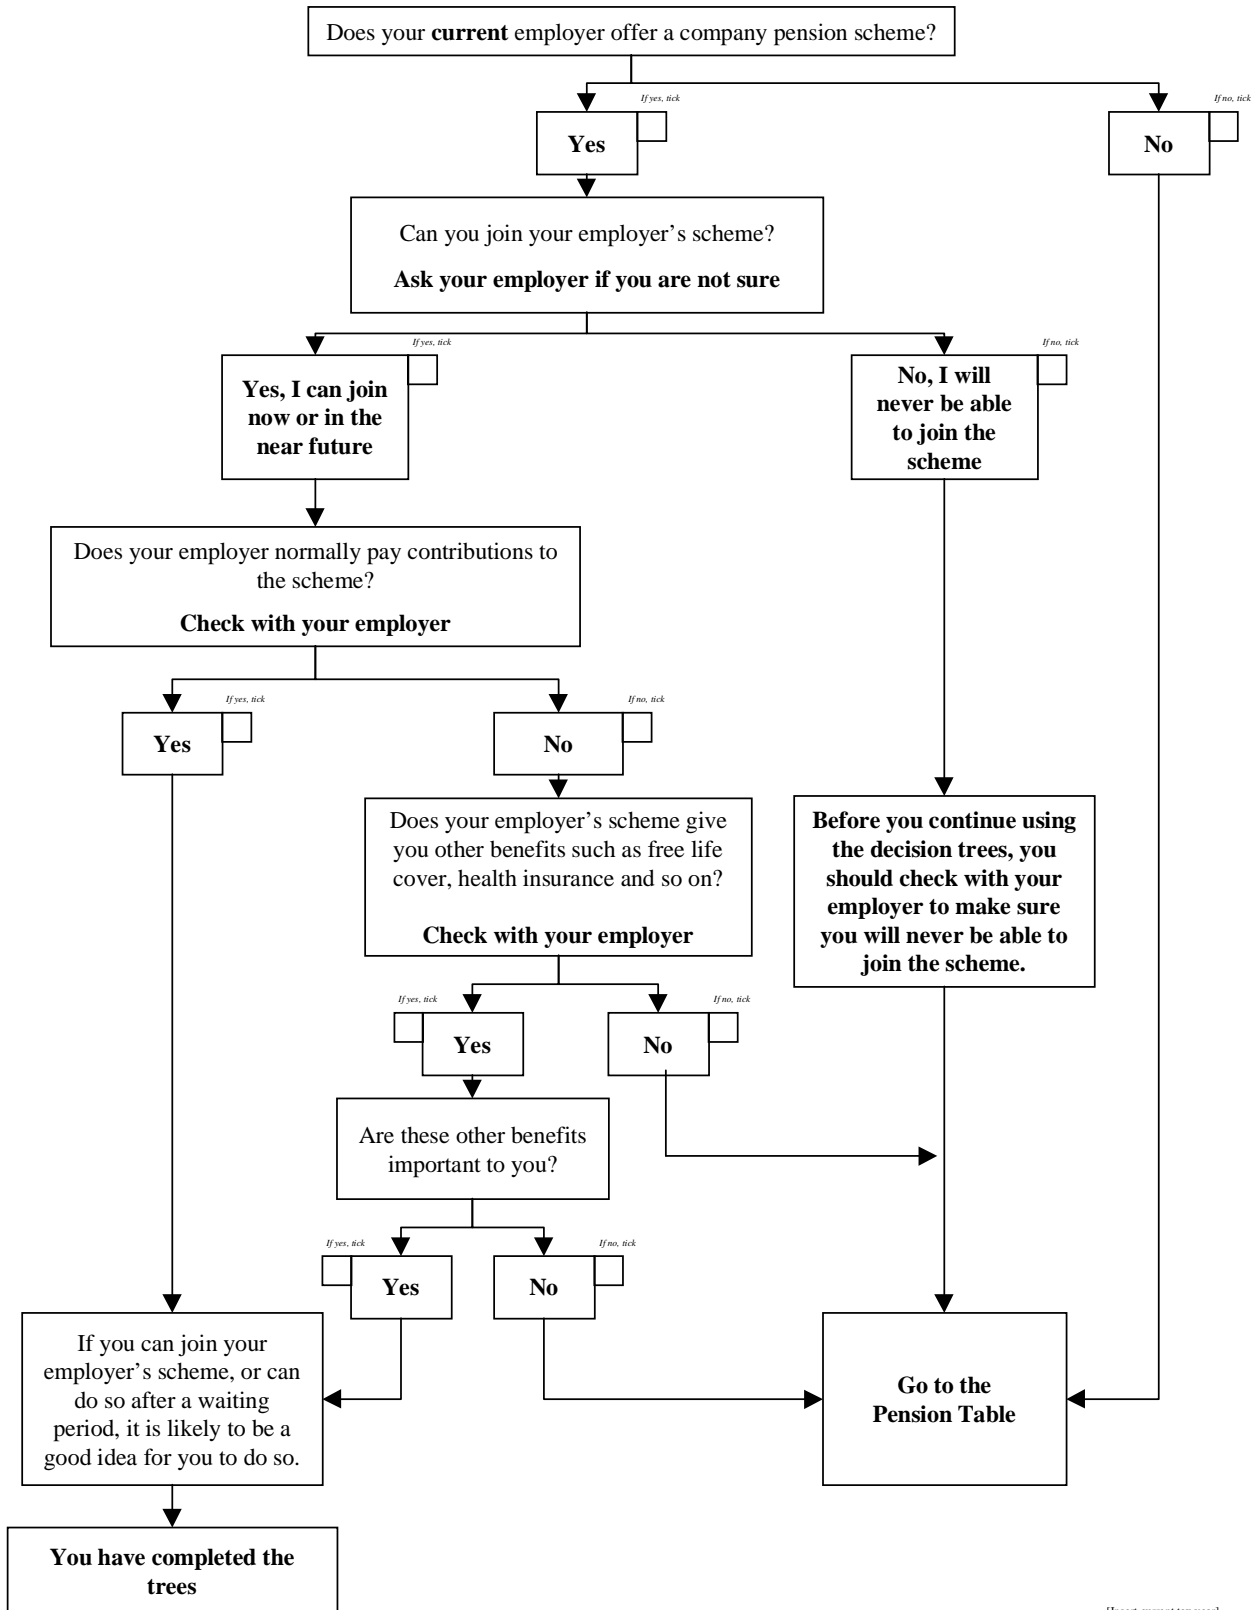 Does your current employer offer a company pension scheme?
If yes, tick
If no, tick
Yes
No
Can you join your employer’s scheme?
Ask your employer if you are not sure
If yes, tick
If no, tick
Yes, I can join
now or in the
near future
No, I will
never be able
to join the
scheme
Does your employer normally pay contributions to
the scheme?
Check with your employer
If yes, tick
If no, tick
Yes
No
Does your employer’s scheme give
you other benefits such as free life
cover, health insurance and so on?
Check with your employer
Before you continue using
the decision trees, you
should check with your
employer to make sure
you will never be able to
join the scheme.
If yes, tick
If no, tick
Yes
No
Are these other benefits
important to you?
If yes, tick
If no, tick
Yes
No
If you can join your
employer’s scheme, or can
do so after a waiting
period, it is likely to be a
good idea for you to do so.
Go to the
Pension Table
You have completed the
trees